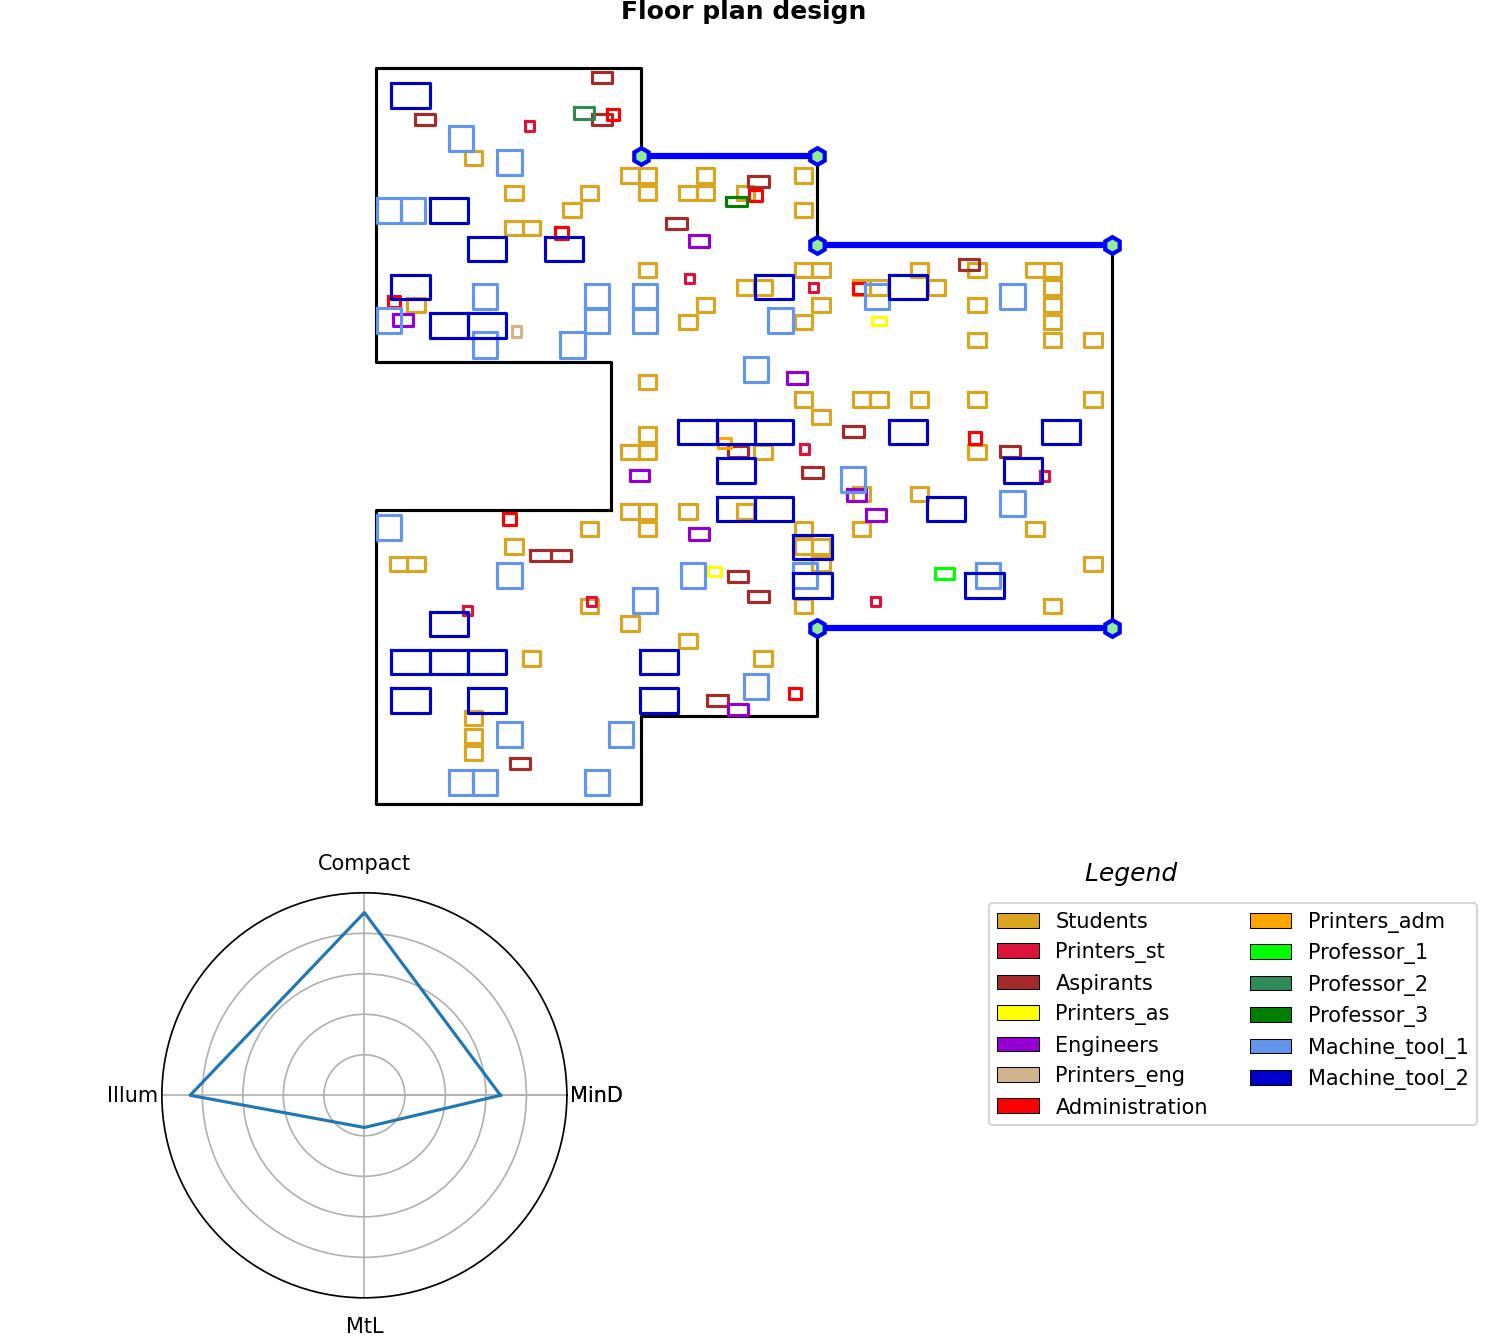 Floor plan design
Compact
Illum
MinD
MtL
Legend
Students
Printers_st
Aspirants
Printers_as
Engineers
Printers_eng
Administration
Printers_adm
Professor_1
Professor_2
Professor_3
Machine_tool_1
Machine_tool_2